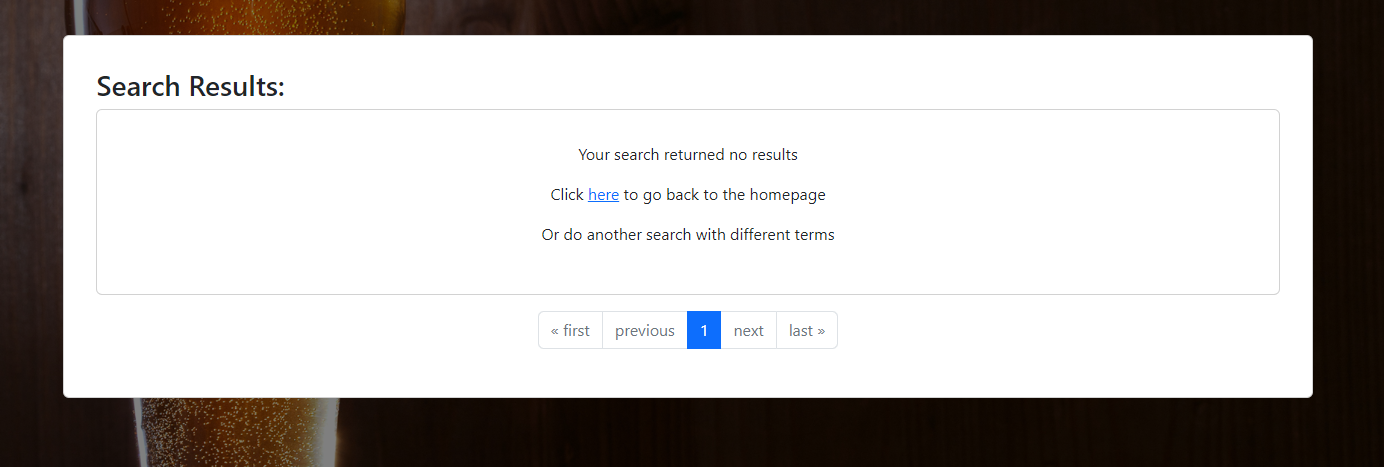 Search Results:
Your search returned no results
Click here to go back to the homepage
Or do another search with different terms
« first previous 1 next last »